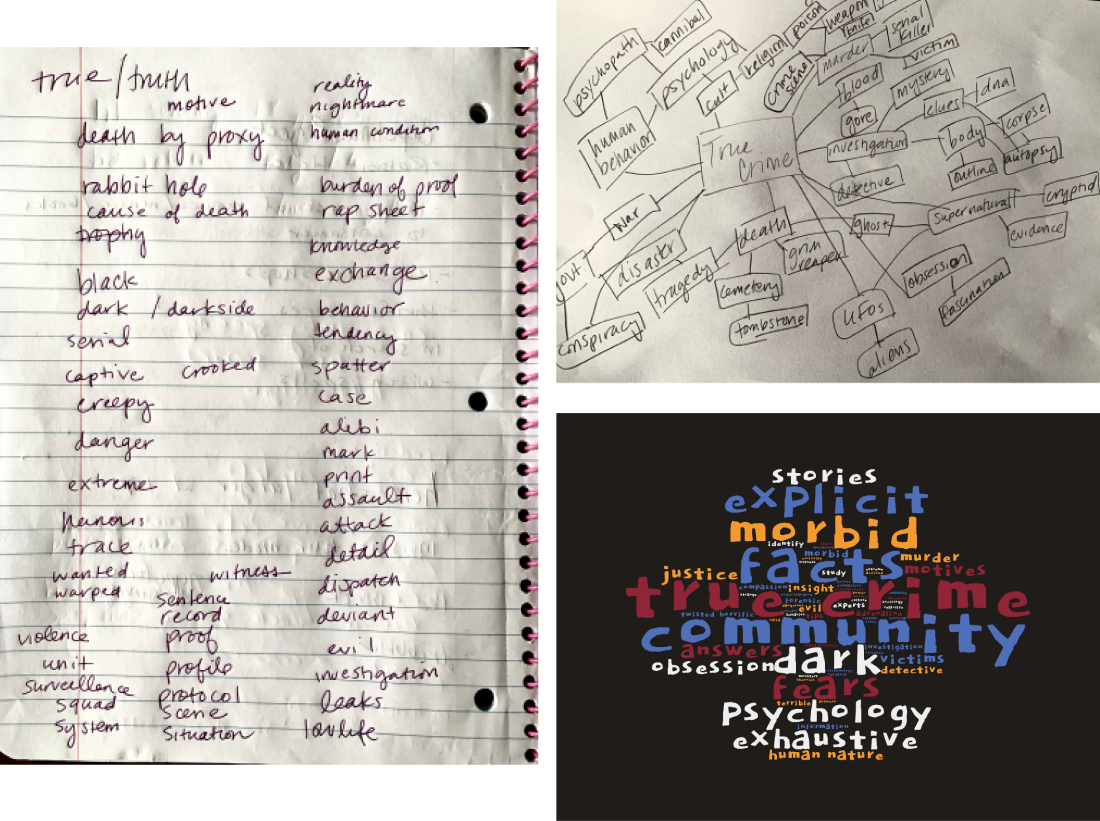 true/truth
reality
motive
nightmare
death by proxy
human condition
rabbit hole
burden of proof
cause of death
rap sheet
trophy
knowledge
black
exchange
dark / darkside
behavior
serial
tendency
captive crooked
spatter
creepy
case
alibi
danger
mark
extreme
print
assault
attack
trace
detail
wanted
witness
dispatch
warped
sentence
record
deviant
violence
proof
evil
unit
profile
investigation
surveillance
protocol
squad
scene
leaks
system
situation
lowlife
psychopath
cannibal
psychology
religion
poison
weapon
knife
serial
killer
murder
victim
crime
scene
cult
blood
gore
mystery
clues
dna
human
behavior
True
Crime
investigation
body
corpse
autopsy
outline
detective
supernatural
cryptid
evidence
ghost
war
death
grim
reaper
disaster
tragedy
cemetery
tombstone
obsession
fascination
UFOs
aliens
conspiracy
stories
explicit
morbid
identify
facts
morbid
murder
justice
study
motives
compassion
insight
true crime
forensic
evil
experts
twisted
horrific
adrenaline
community
answers
investigation
obsession
dark
victims
detective
fears
terrible
psychology
information
exhaustive
human nature